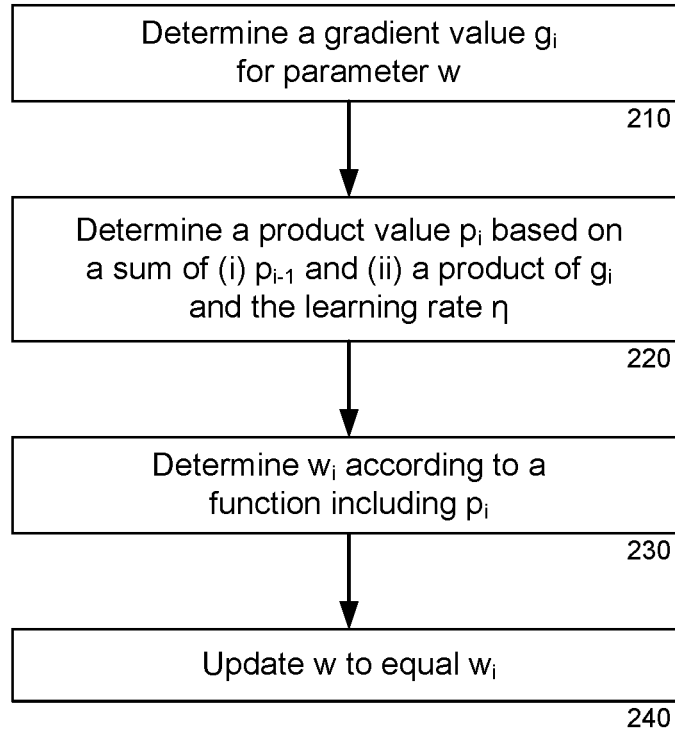 Determine a gradient value gᵢ
for parameter w
210
Determine a product value pᵢ based on
a sum of (i) pᵢ₋₁ and (ii) a product of gᵢ
and the learning rate η
220
Determine wᵢ according to a
function including pᵢ
230
Update w to equal wᵢ
240